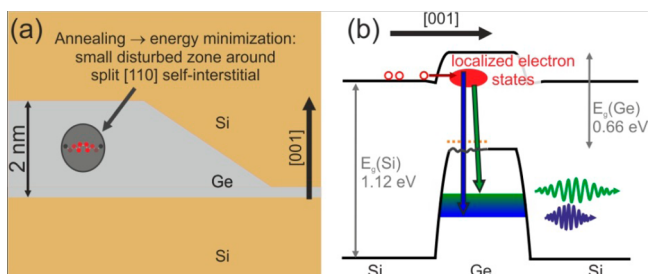 (a)
Annealing → energy minimization:
small disturbed zone around
split [110] self-interstitial
2 nm
Si
[001]
Ge
Si
(b)
[001]
localized electron
states
Eg(Si)
1.12 eV
Eg(Ge)
0.66 eV
Si
Ge
Si